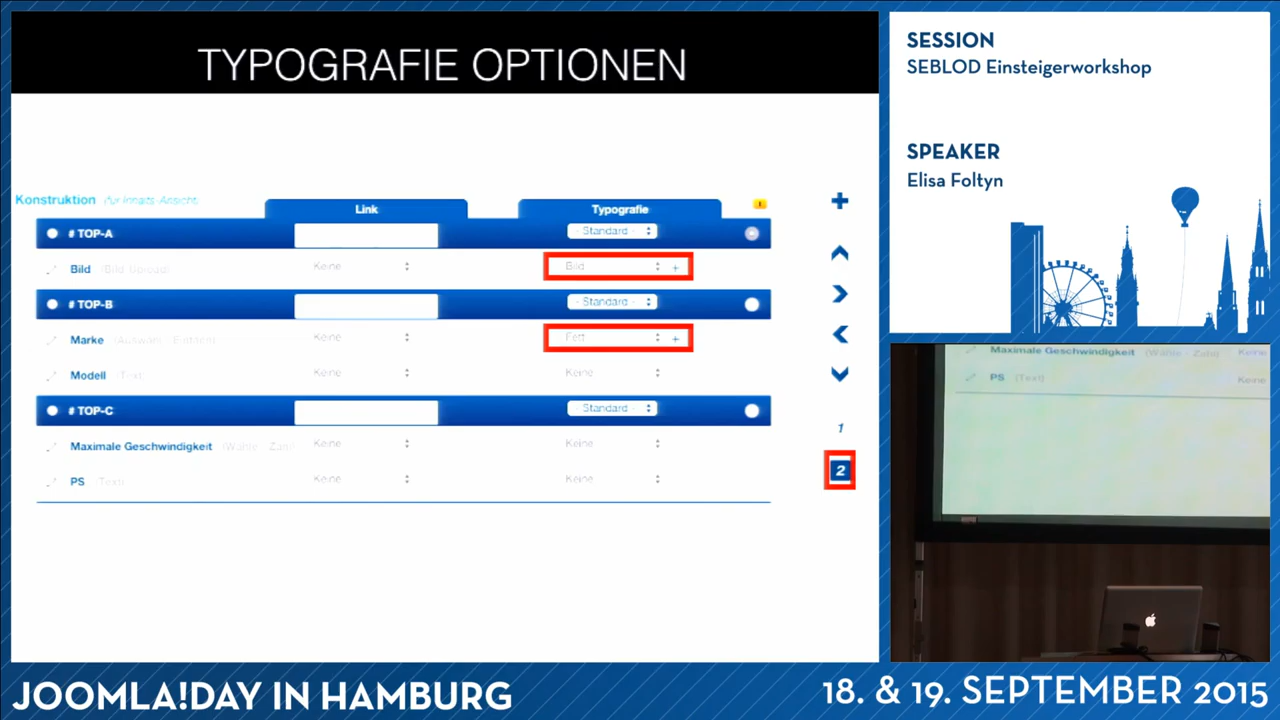 TYPOGRAFIE OPTIONEN
Konstruktion (für Inhalts-Ansicht)
Link
Typografie
# TOP-A
- Standard -
Bild (Bild Upload)
Keine
Bild
+
# TOP-B
- Standard -
Marke
Keine
Fett
+
Modell (Text)
Keine
Keine
# TOP-C
Standard -
Maximale Geschwindigkeit (Wähle - Zahl
Keine
Keine
PS (Text)
Keine
Keine
1
2
SESSION
SEBLOD Einsteigerworkshop
SPEAKER
Elisa Foltyn
Maximale Geschwindigkeit (Wähle - Zahl) Keine
PS (Text) Keine
JOOMLA!DAY IN HAMBURG
18. & 19. SEPTEMBER 2015